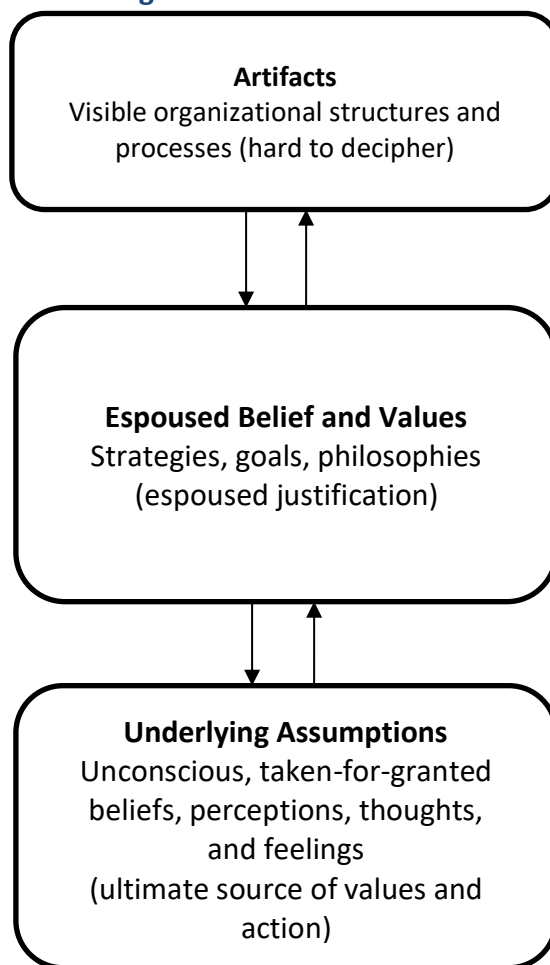 Artifacts
Visible organizational structures and
processes (hard to decipher)
Espoused Belief and Values
Strategies, goals, philosophies
(espoused justification)
Underlying Assumptions
Unconscious, taken-for-granted
beliefs, perceptions, thoughts,
and feelings
(ultimate source of values and
action)